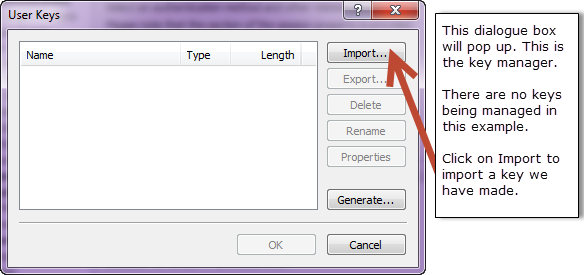 User Keys
Name Type Length
Import...
Export...
Delete
Rename
Properties
Generate...
OK Cancel
This dialogue box
will pop up. This is
the key manager.
There are no keys
being managed in
this example.
Click on Import to
import a key we
have made.